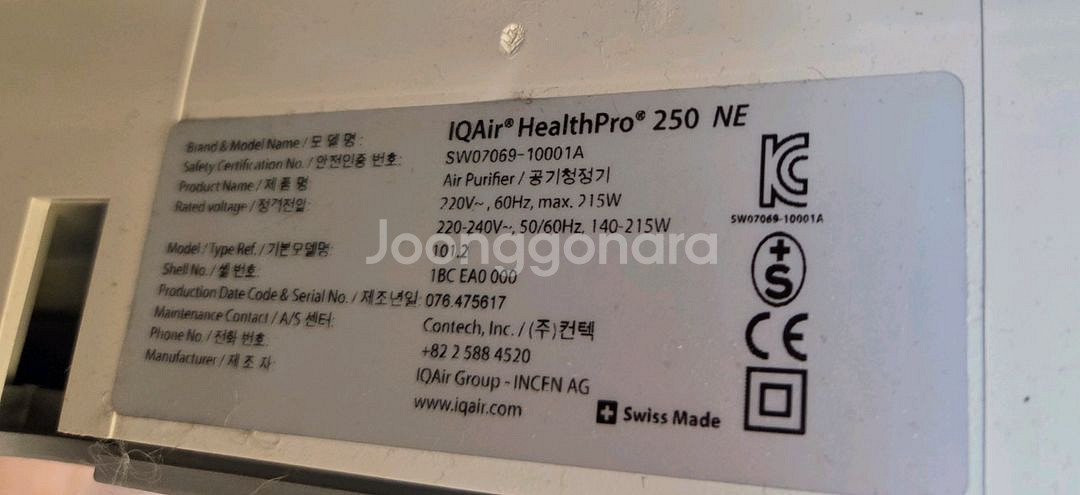 Brand & Model Name / 모델명 : IQAir® HealthPro® 250 NE
Safety Certification No. / 안전인증 번호: SW07069-10001A
Product Name / 제 품 명 Air Purifier / 공기청정기
Rated voltage / 정격전압: 220V~, 60Hz, max. 215W
220-240V~, 50/60Hz, 140-215W
Model / Type Ref. / 기본모델명: 101.2
Shell No. / 셀 번호: 1BC EA0 000
Production Date Code & Serial No. / 제조년일: 076.475617
Maintenance Contact / A/S 센터: Contech, Inc. / (주)컨텍
Phone No. / 전화 번호: +82 2 588 4520
Manufacturer / 제 조 자: IQAir Group - INCEN AG
www.iqair.com
Swiss Made
KC
SW07069-10001A
+S
CE
Joonggonara